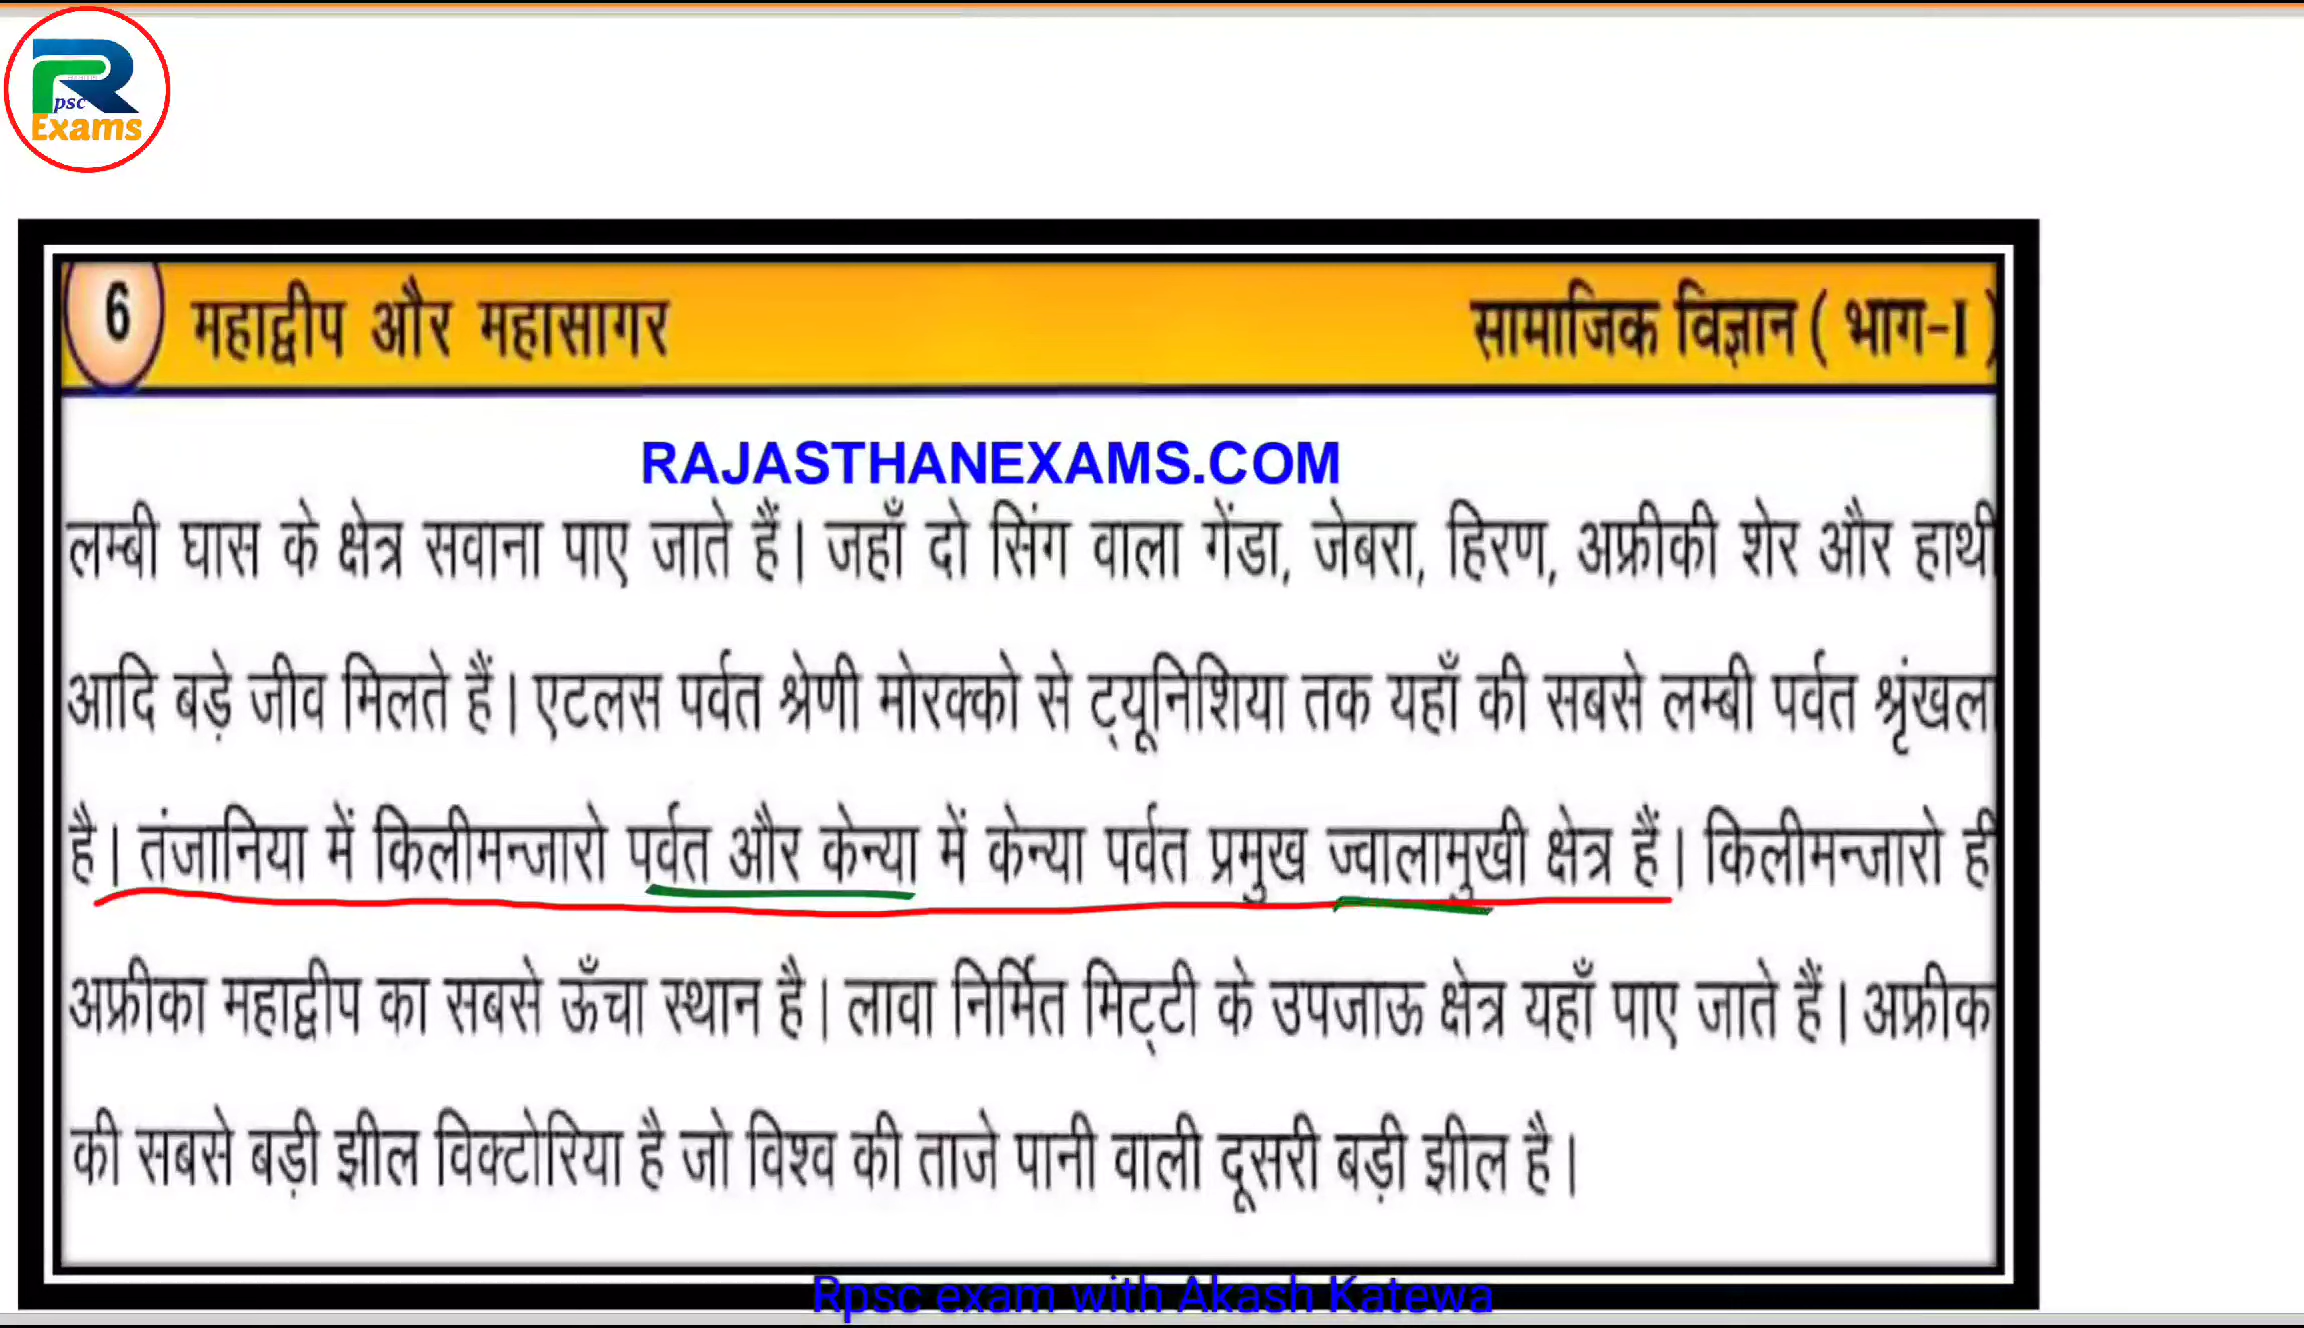 R
psc
Exams
6 महाद्वीप और महासागर सामाजिक विज्ञान ( भाग-I )
RAJASTHANEXAMS.COM
लम्बी घास के क्षेत्र सवाना पाए जाते हैं। जहाँ दो सिंग वाला गेंडा, जेबरा, हिरण, अफ्रीकी शेर और हाथी
आदि बड़े जीव मिलते हैं। एटलस पर्वत श्रेणी मोरक्को से ट्यूनिशिया तक यहाँ की सबसे लम्बी पर्वत श्रृंखला
है। तंजानिया में किलीमन्जारो पर्वत और केन्या में केन्या पर्वत प्रमुख ज्वालामुखी क्षेत्र हैं। किलीमन्जारो ही
अफ्रीका महाद्वीप का सबसे ऊँचा स्थान है। लावा निर्मित मिट्टी के उपजाऊ क्षेत्र यहाँ पाए जाते हैं। अफ्रीक
की सबसे बड़ी झील विक्टोरिया है जो विश्व की ताजे पानी वाली दूसरी बड़ी झील है।
Rpsc exam with Akash Katewa